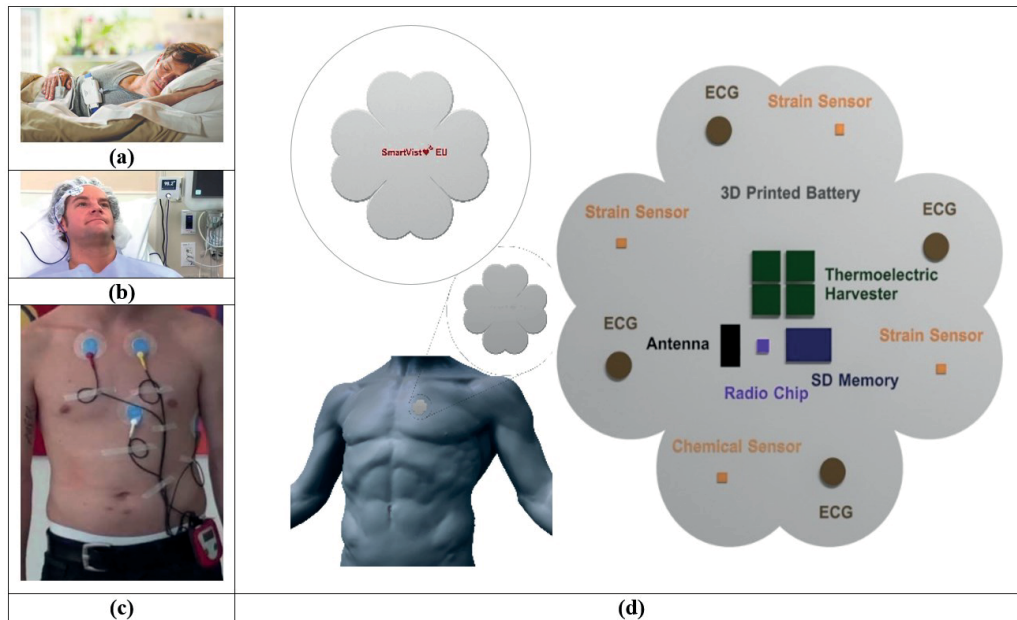 (a)
(b)
(c)
SmartVist EU
ECG
Strain Sensor
3D Printed Battery
Strain Sensor
ECG
Thermoelectric
Harvester
ECG
Antenna
Strain Sensor
SD Memory
Radio Chip
Chemical Sensor
ECG
(d)